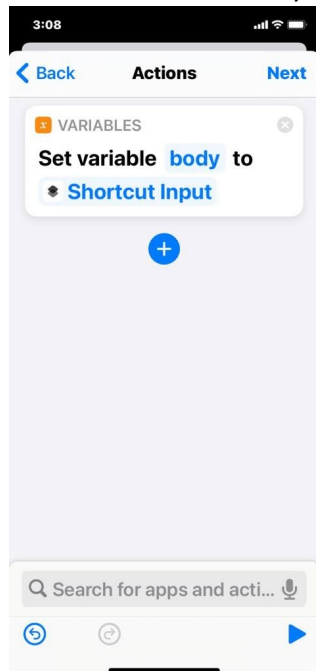 3:08
Back Actions Next
x VARIABLES
Set variable body to
Shortcut Input
Search for apps and acti...